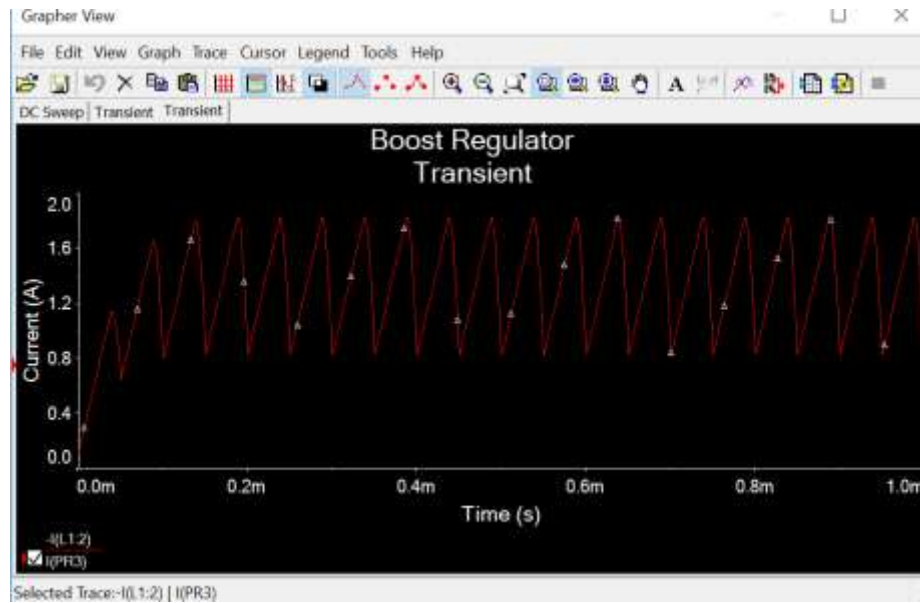 Grapher View
File Edit View Graph Trace Cursor Legend Tools Help
A
DC Sweep Transient Transient
Boost Regulator
Transient
2.0
1.6
1.2
0.8
0.4
0.0
Current (A)
0.0m 0.2m 0.4m 0.6m 0.8m 1.0m
Time (s)
-I(L1:2)
I(PR3)
Selected Trace:-I(L1:2) | I(PR3)